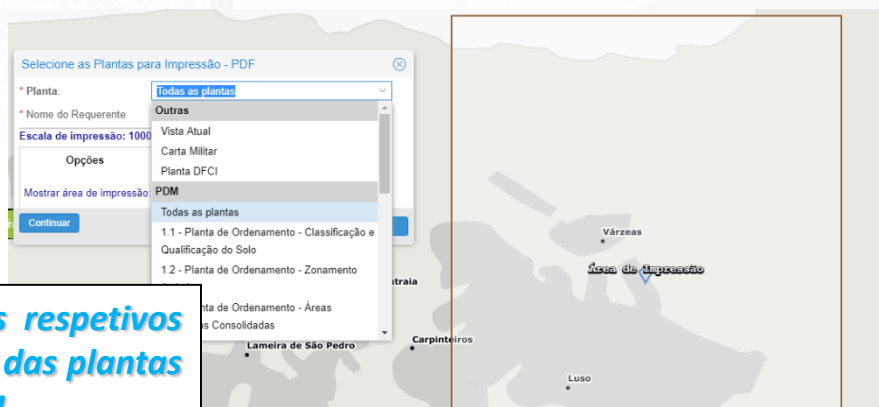 Selecione as Plantas para Impressão - PDF
* Planta:
Todas as plantas
* Nome do Requerente
Escala de impressão: 1000
Opções
Mostrar área de impressão:
Continuar
Outras
Vista Atual
Carta Militar
Planta DFCI
PDM
Todas as plantas
1.1 - Planta de Ordenamento - Classificação e
Qualificação do Solo
1.2 - Planta de Ordenamento - Zonamento
nta de Ordenamento - Áreas
s Consolidadas
respetivos
das plantas
Várzeas
Área de Impressão
traia
Lameira de São Pedro
Carpinteiros
Luso